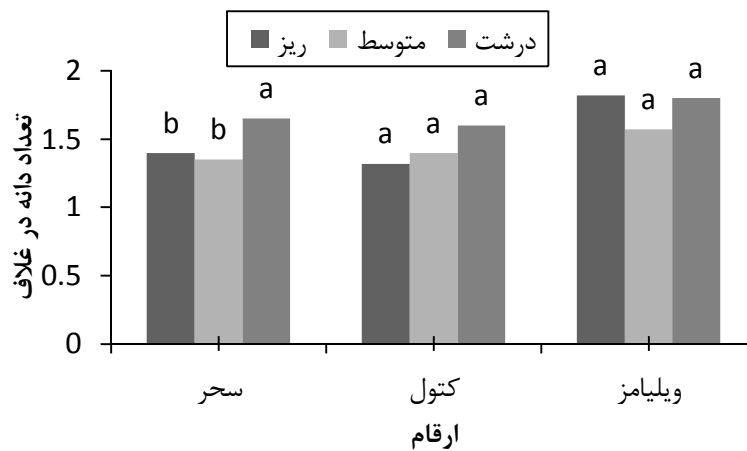 ریز متوسط درشت
a a a
a a a
b b
2
1.5
1
0.5
0
تعداد دانه در غلاف
سحر کتول ویلیامز
ارقام